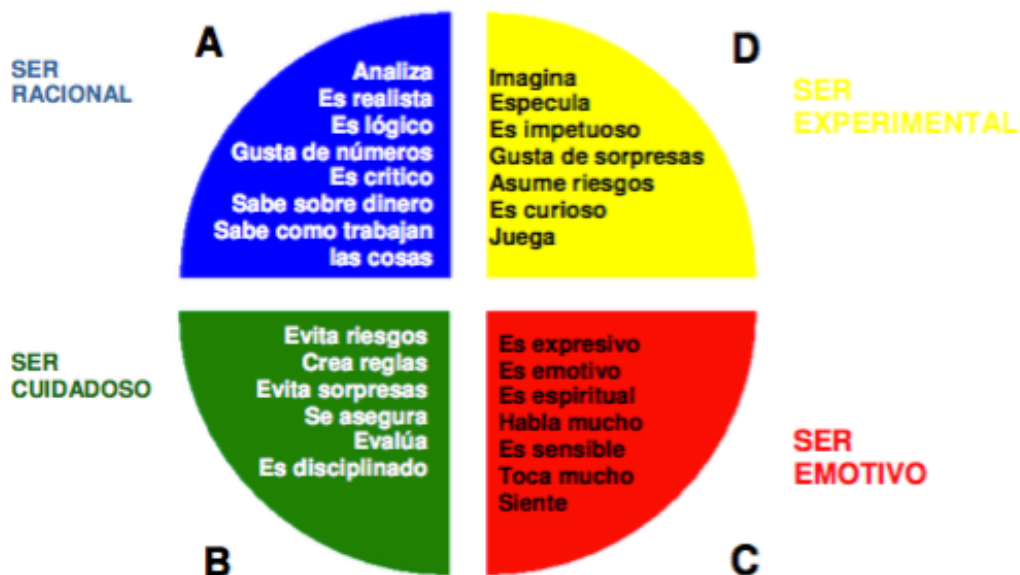 A
SER
RACIONAL
Analiza
Es realista
Es lógico
Gusta de números
Es critico
Sabe sobre dinero
Sabe como trabajan
las cosas
D
Imagina
Especula
Es impetuoso
Gusta de sorpresas
Asume riesgos
Es curioso
Juega
SER
EXPERIMENTAL
SER
CUIDADOSO
Evita riesgos
Crea reglas
Evita sorpresas
Se asegura
Evalúa
Es disciplinado
B
Es expresivo
Es emotivo
Es espiritual
Habla mucho
Es sensible
Toca mucho
Siente
SER
EMOTIVO
C